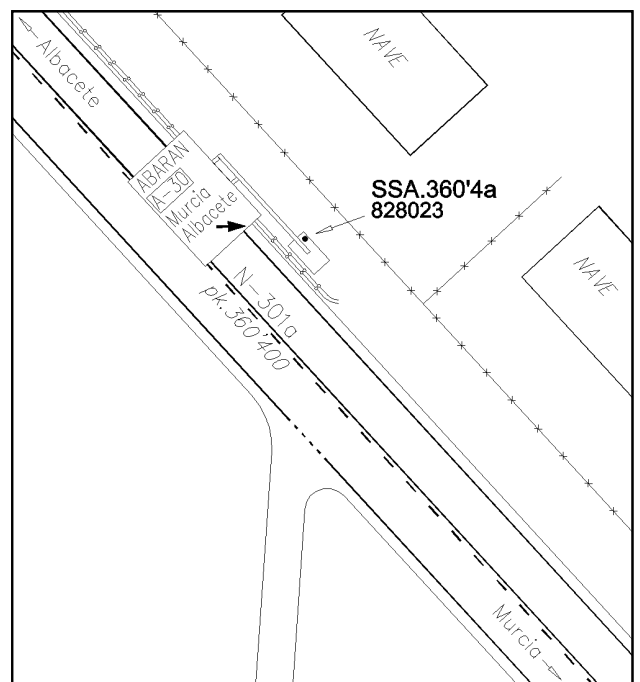 Albacete
NAVE
ABARAN
A-30
Murcia
Albacete
SSA.360'4a
828023
NAVE
N-301a
pk.360'400
Murcia